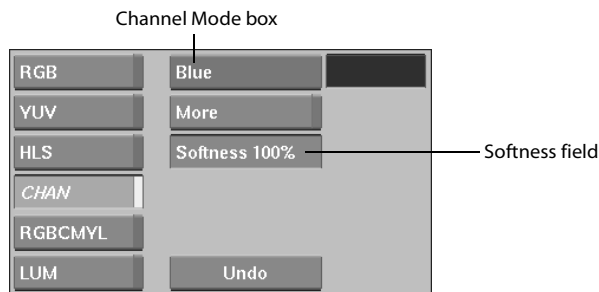 Channel Mode box
RGB
Blue
YUV
More
HLS
Softness 100%
Softness field
CHAN
RGBCMYL
LUM
Undo